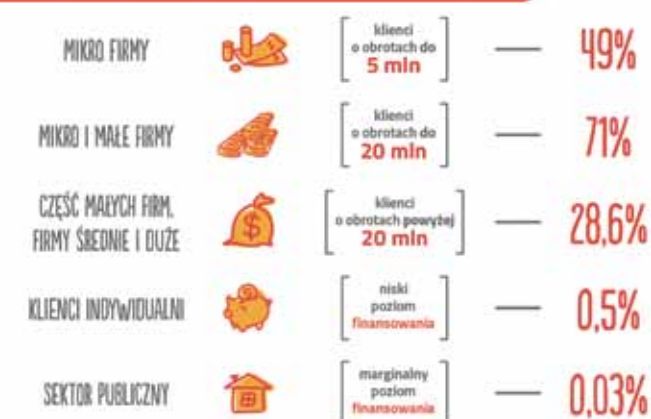 MIKRO FIRMY
klienci
o obrotach do
5 mln
49%
MIKRO I MAŁE FIRMY
klienci
o obrotach do
20 mln
71%
CZĘŚĆ MAŁYCH FIRM,
FIRMY ŚREDNIE I DUŻE
$
klienci
o obrotach powyżej
20 mln
28,6%
KLIENCI INDYWIDUALNI
niski
poziom
finansowania
0,5%
SEKTOR PUBLICZNY
marginalny
poziom
finansowania
0,03%